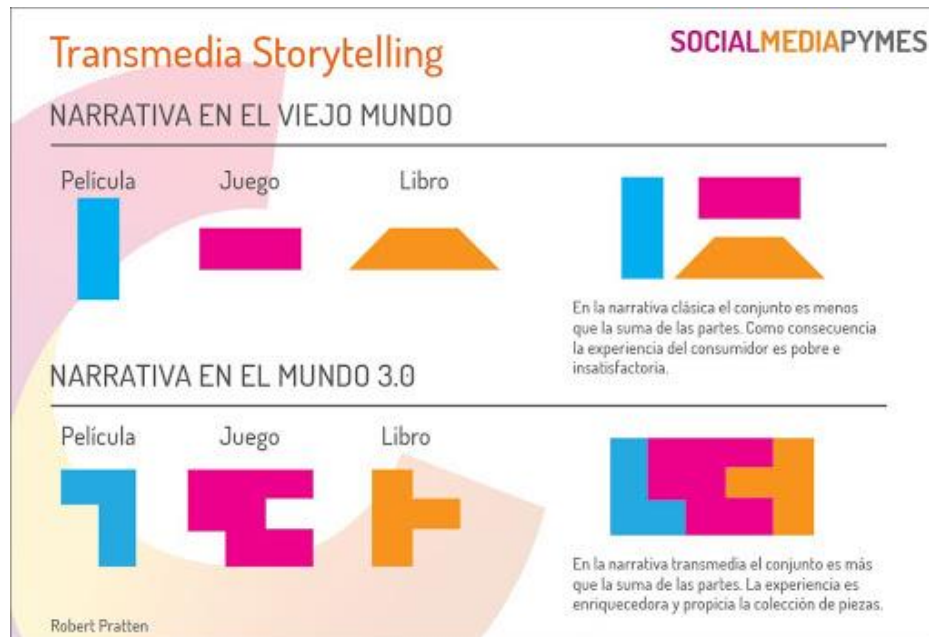 Transmedia Storytelling
SOCIALMEDIAPYMES
NARRATIVA EN EL VIEJO MUNDO
Película Juego Libro
En la narrativa clásica el conjunto es menos
que la suma de las partes. Como consecuencia
la experiencia del consumidor es pobre e
insatisfactoria.
NARRATIVA EN EL MUNDO 3.0
Película Juego Libro
En la narrativa transmedia el conjunto es más
que la suma de las partes. La experiencia es
enriquecedora y propicia la colección de piezas.
Robert Pratten